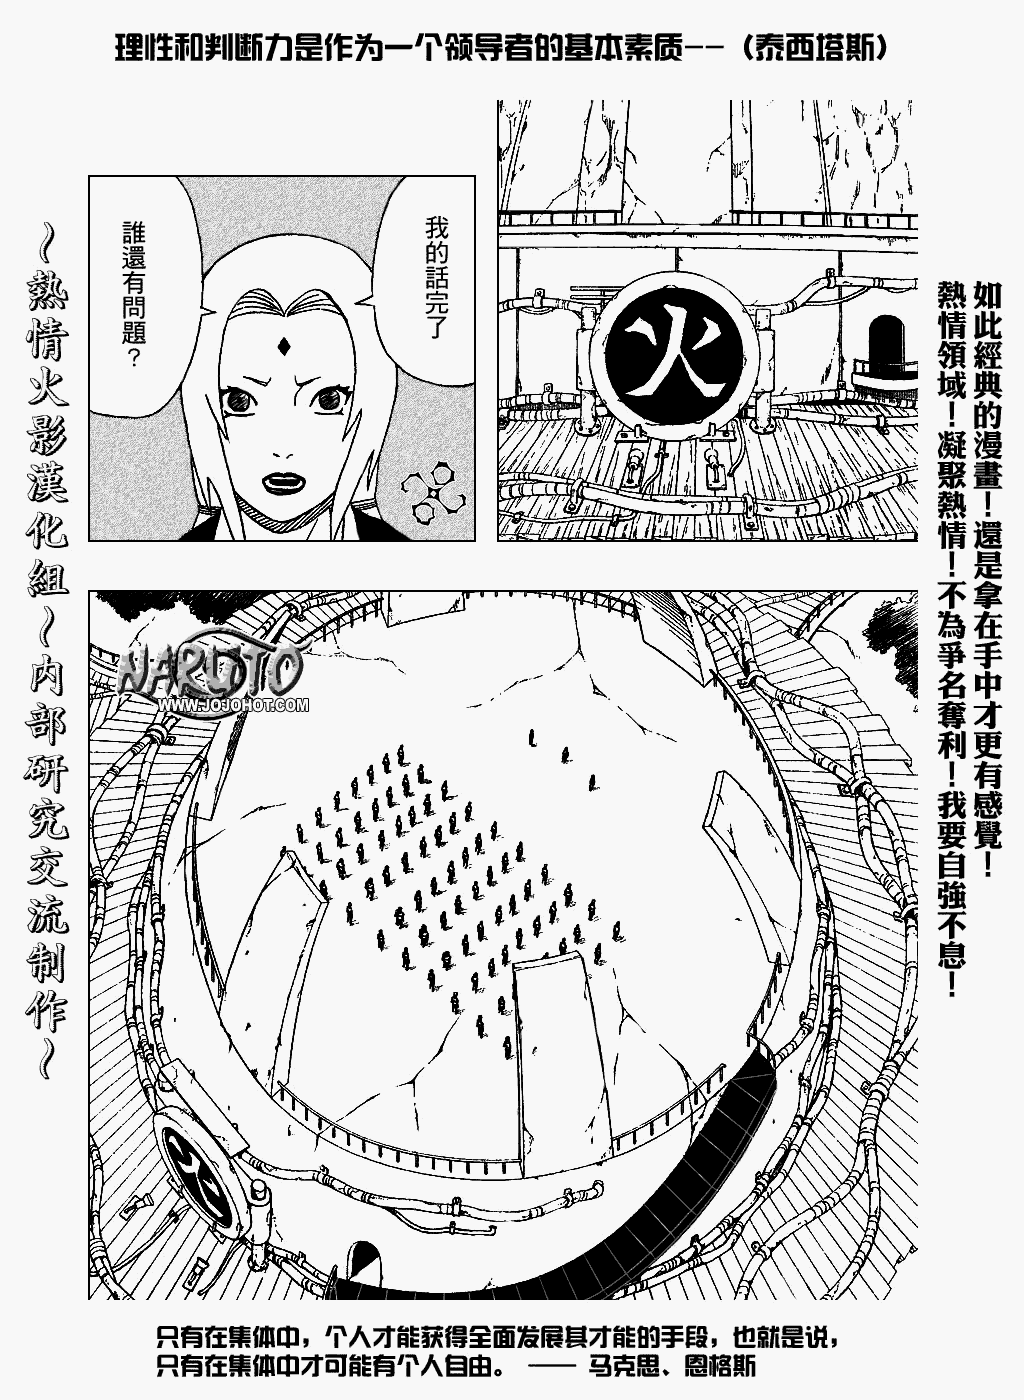 理性和判断力是作为一个领导者的基本素质--（泰西塔斯）
如此經典的漫畫！還是拿在手中才更有感覺！
熱情領域！凝聚熱情！不為爭名奪利！我要自強不息！
火
我的話完了
誰還有問題？
～熱情火影漢化組～内部研究交流制作～
NARUTO
WWW.JOJOHOT.COM
火
只有在集体中，个人才能获得全面发展其才能的手段，也就是说，
只有在集体中才可能有个人自由。 —— 马克思、恩格斯